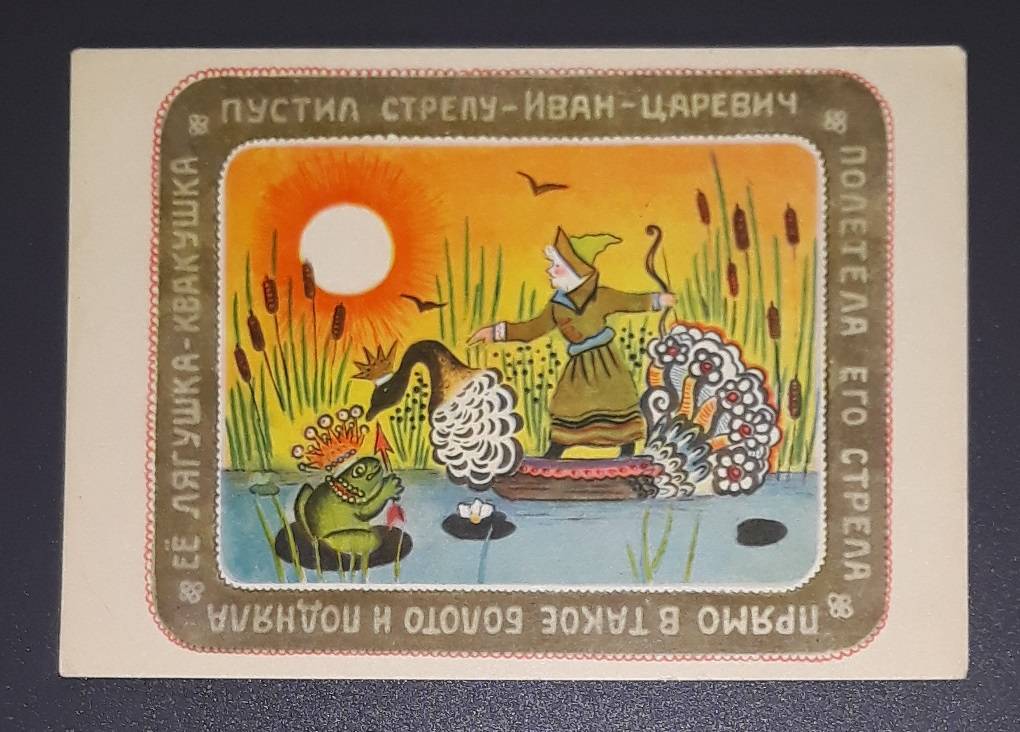 ПУСТИЛ СТРЕЛУ-ИВАН-ЦАРЕВИЧ
ПОЛЕТЕЛА ЕГО СТРЕЛА
ПРЯМО В ТАКОЕ БОЛОТО И ПОДНЯЛА
ЕЁ ЛЯГУШКА-КВАКУШКА